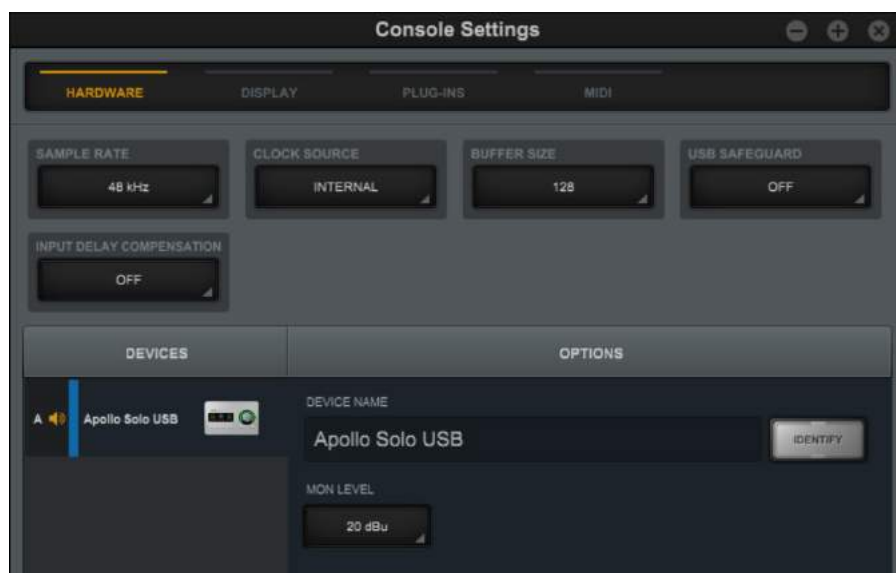 Console Settings
HARDWARE DISPLAY PLUG-INS MIDI
SAMPLE RATE CLOCK SOURCE BUFFER SIZE USB SAFEGUARD
48 kHz INTERNAL 128 OFF
INPUT DELAY COMPENSATION
OFF
DEVICES OPTIONS
DEVICE NAME
A Apollo Solo USB Apollo Solo USB IDENTIFY
MON LEVEL
20 dBu